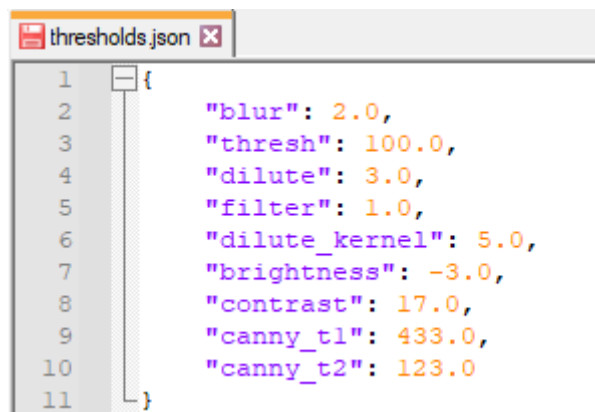 thresholds.json
1 {
2 "blur": 2.0,
3 "thresh": 100.0,
4 "dilute": 3.0,
5 "filter": 1.0,
6 "dilute_kernel": 5.0,
7 "brightness": -3.0,
8 "contrast": 17.0,
9 "canny_t1": 433.0,
10 "canny_t2": 123.0
11 }